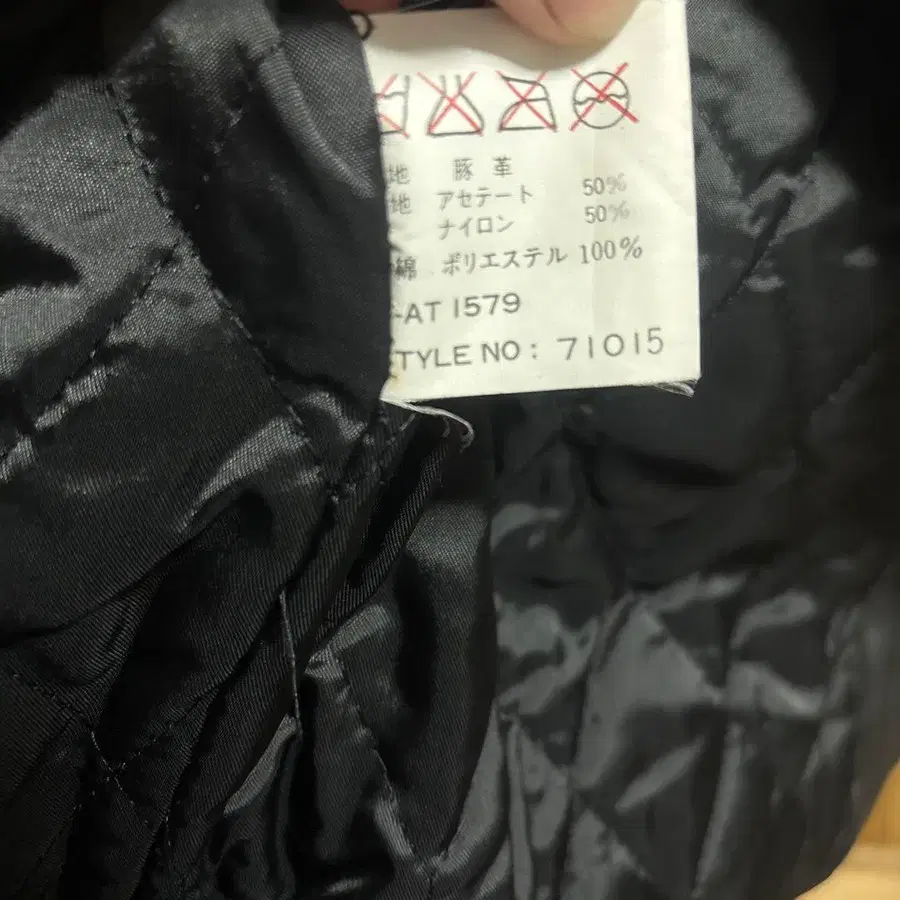 地 豚革
地 アセテート 50%
ナイロン 50%
綿 ポリエステル 100%
-AT 1579
TYLE NO: 71015